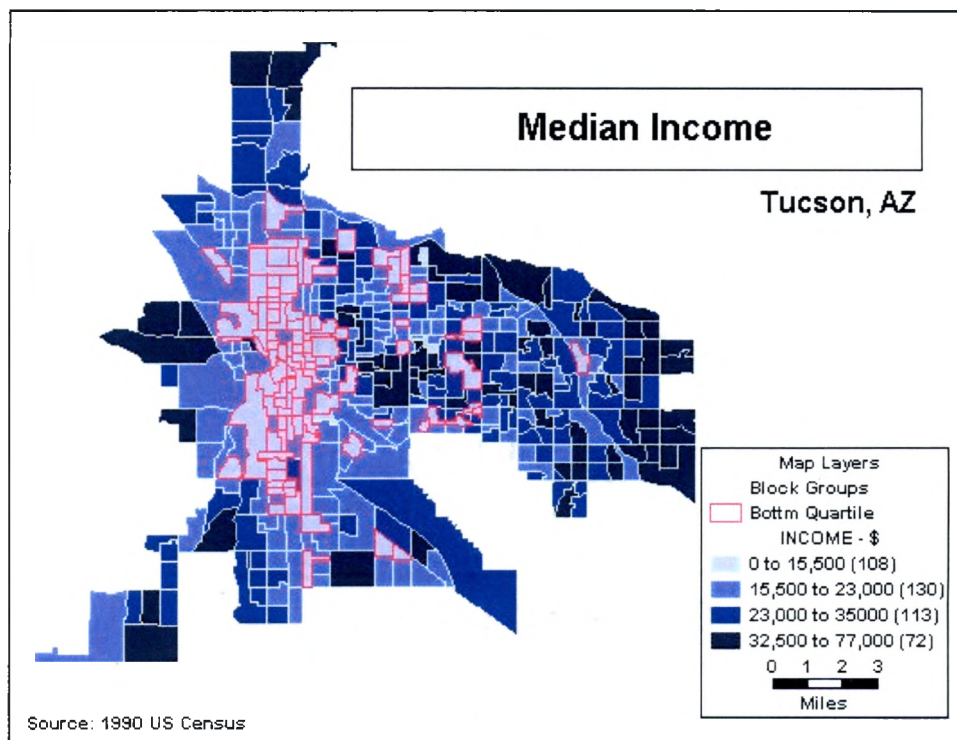 Median Income
Tucson, AZ
Map Layers
Block Groups
Bottm Quartile
INCOME - $
0 to 15,500 (108)
15,500 to 23,000 (130)
23,000 to 35000 (113)
32,500 to 77,000 (72)
0 1 2 3
Miles
Source: 1990 US Census